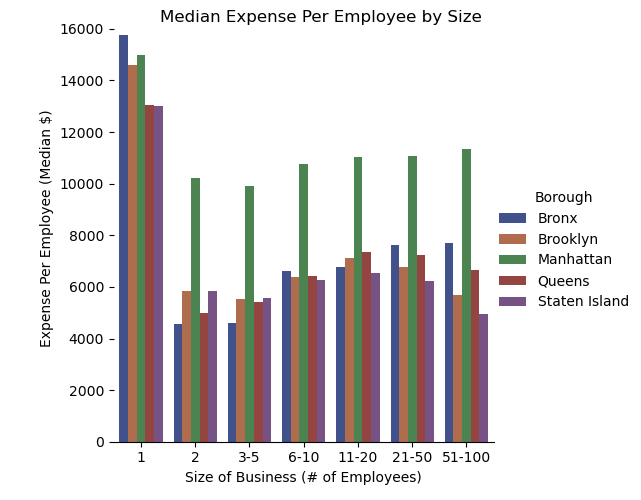 Median Expense Per Employee by Size
16000
14000
12000
10000
8000
6000
4000
2000
0
Expense Per Employee (Median $)
1 2 3-5 6-10 11-20 21-50 51-100
Size of Business (# of Employees)
Borough
Bronx
Brooklyn
Manhattan
Queens
Staten Island